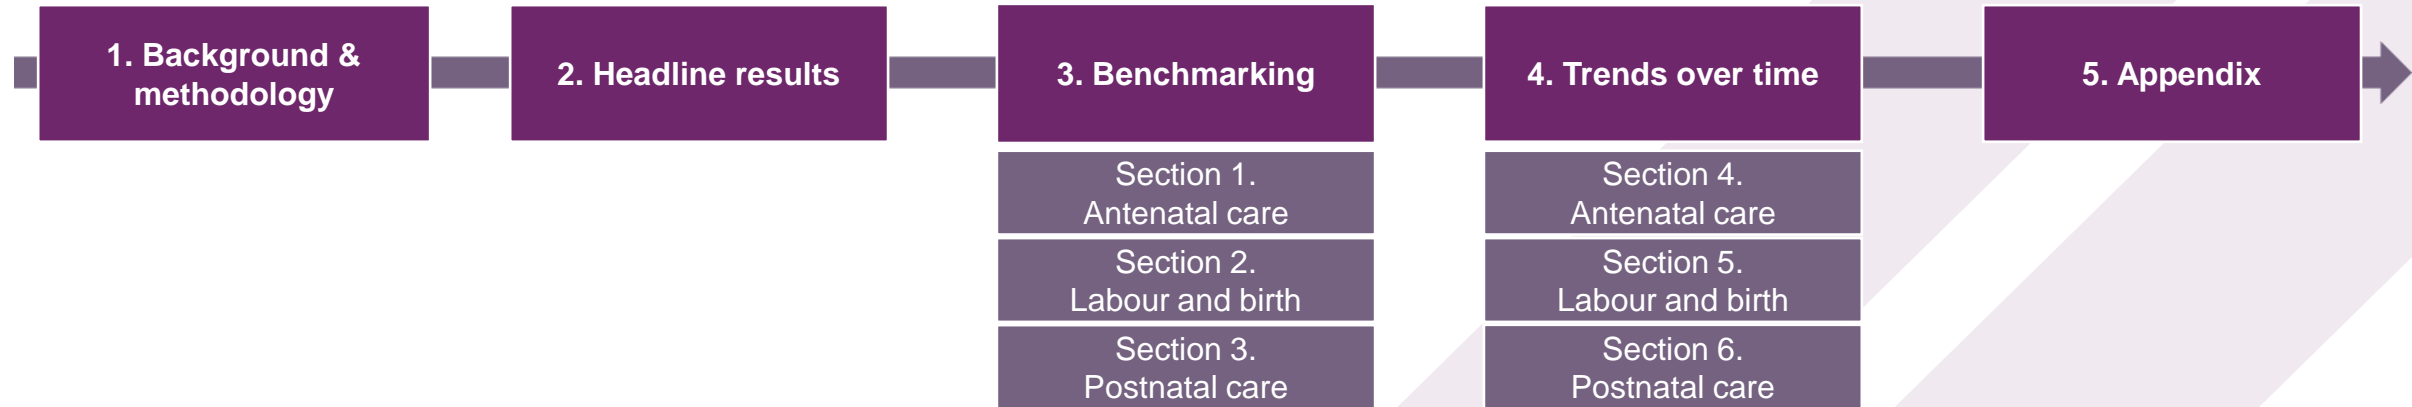 1. Background &
methodology
2. Headline results
3. Benchmarking
4. Trends over time
5. Appendix
Section 1.
Antenatal care
Section 2.
Labour and birth
Section 3.
Postnatal care
Section 4.
Antenatal care
Section 5.
Labour and birth
Section 6.
Postnatal care